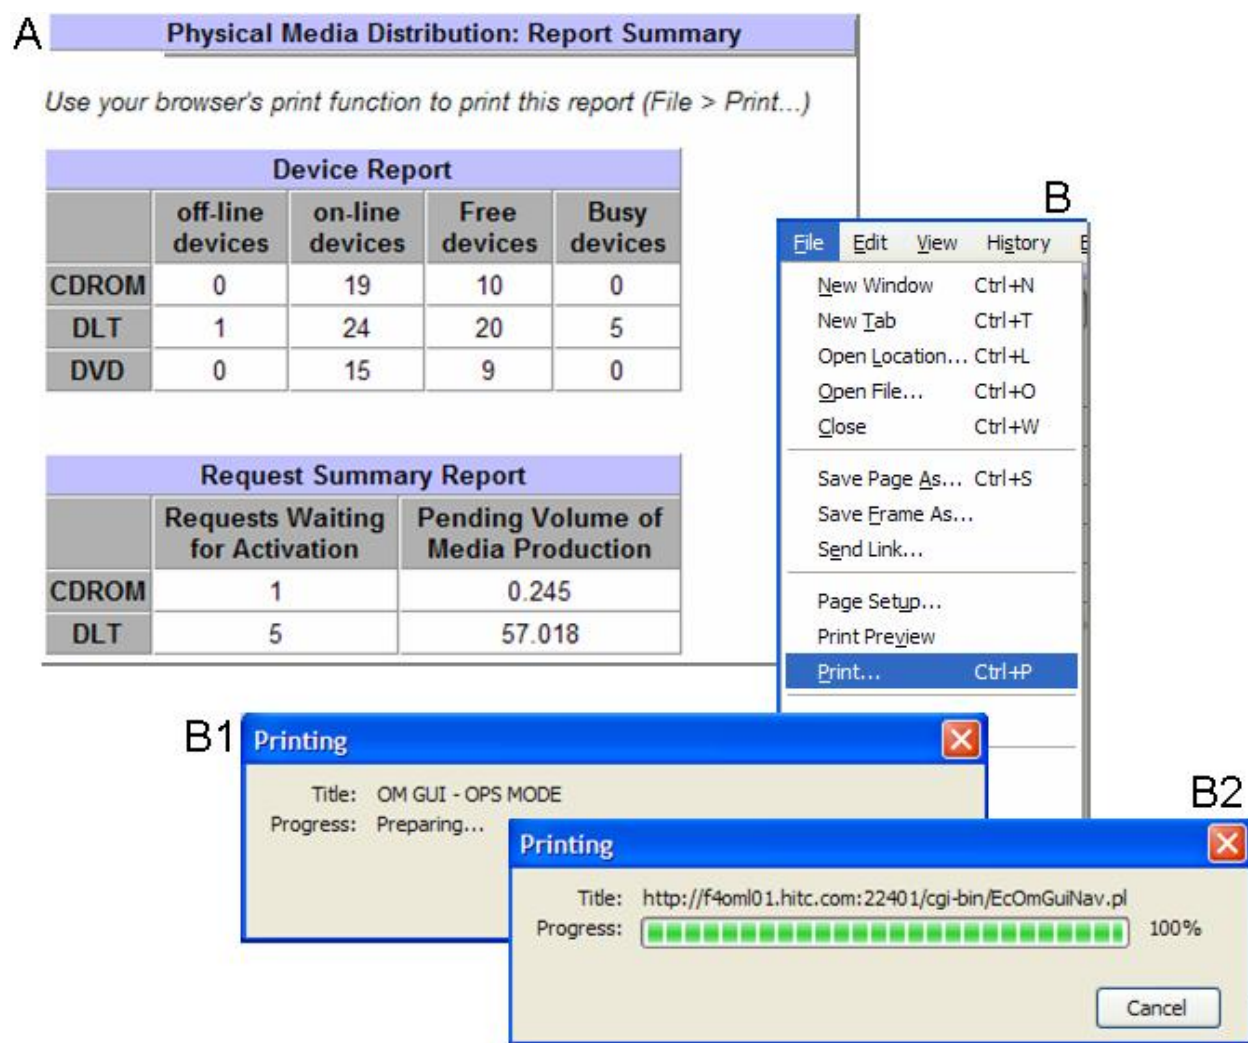 A
Physical Media Distribution: Report Summary
Use your browser's print function to print this report (File > Print...)
Device Report
off-line devices on-line devices Free devices Busy devices
CDROM 0 19 10 0
DLT 1 24 20 5
DVD 0 15 9 0
Request Summary Report
Requests Waiting for Activation Pending Volume of Media Production
CDROM 1 0.245
DLT 5 57.018
B
File Edit View History
New Window Ctrl+N
New Tab Ctrl+T
Open Location... Ctrl+L
Open File... Ctrl+O
Close Ctrl+W
Save Page As... Ctrl+S
Save Frame As...
Send Link...
Page Setup...
Print Preview
Print... Ctrl+P
B1
Printing
Title: OM GUI - OPS MODE
Progress: Preparing...
B2
Printing
Title: http://f4oml01.hitc.com:22401/cgi-bin/EcOmGuiNav.pl
Progress: 100%
Cancel